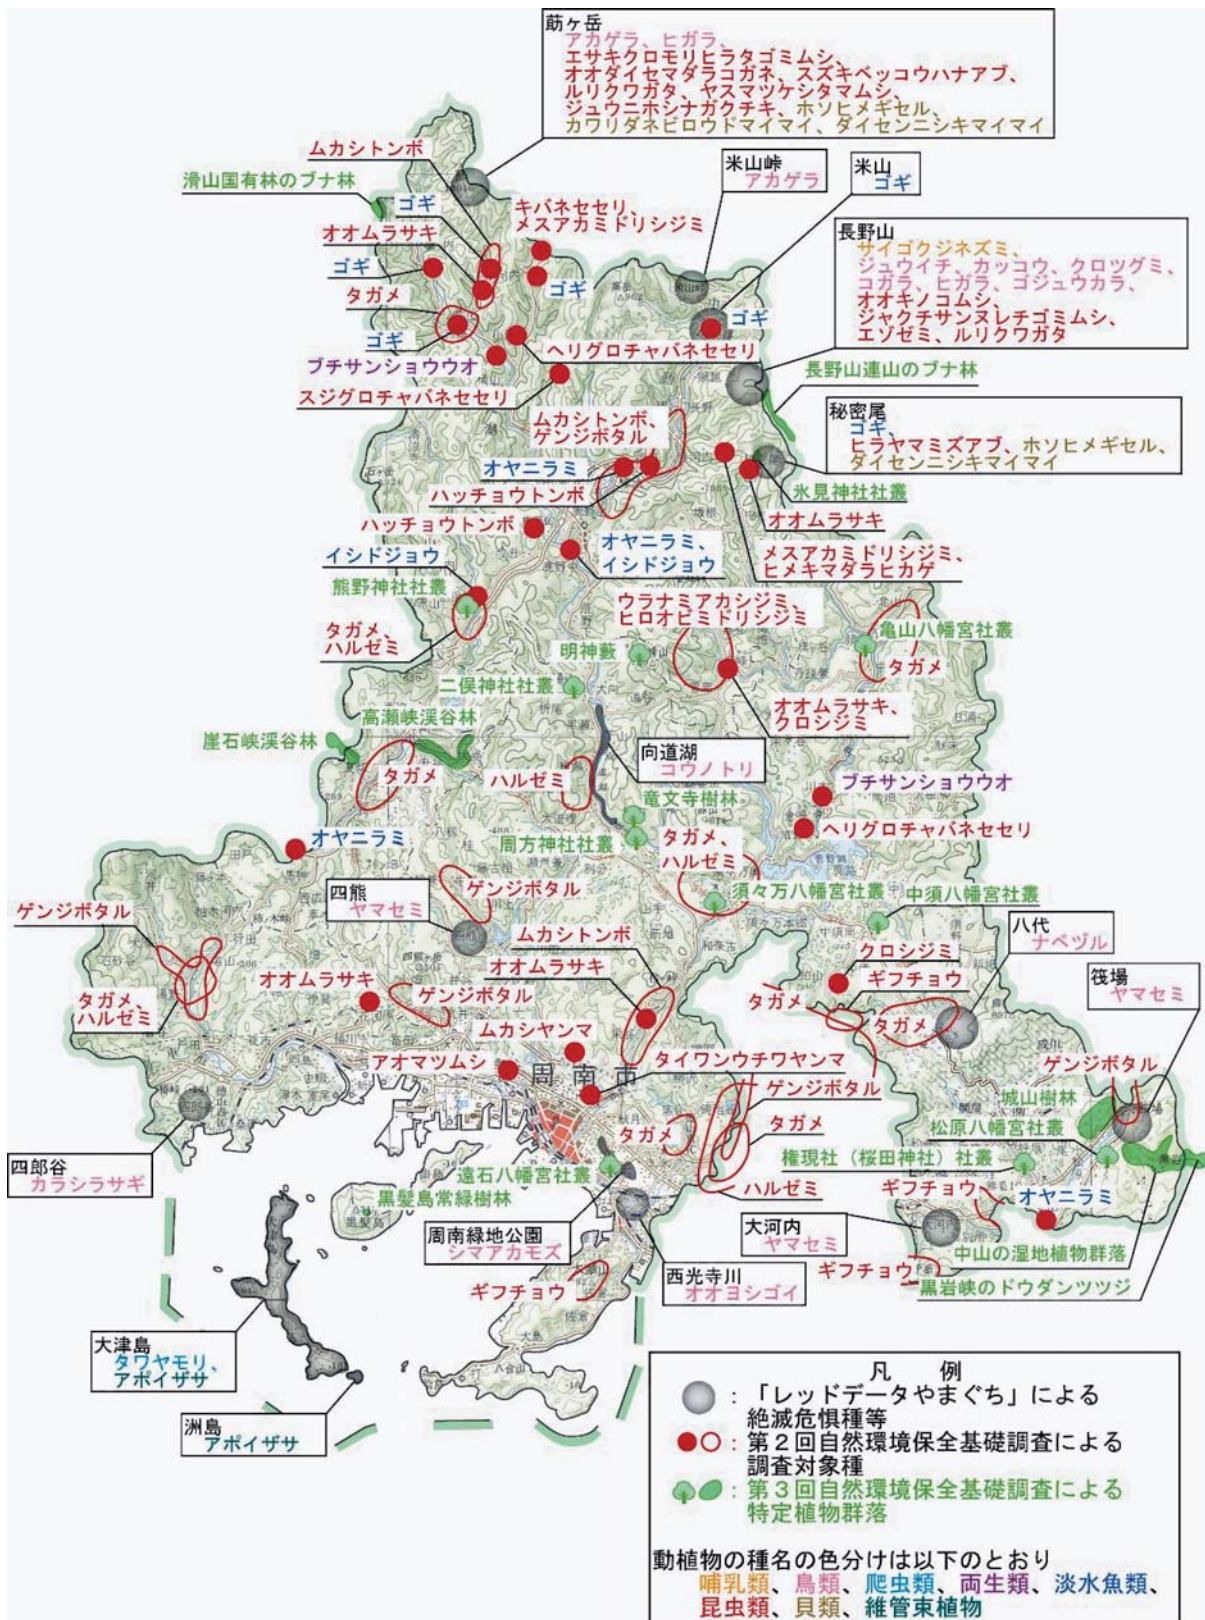 莇ヶ岳
アカゲラ、ヒガラ、
エサキクロモリヒラタゴミムシ、
オオダイセマダラコガネ、スズキベッコウハナアブ、
ルリクワガタ、ヤスマツケシタマムシ、
ジュウニホシナガクチキ、ホソヒメギセル、
カワリダネビロウドマイマイ、ダイセンニシキマイマイ
ムカシトンボ
滑山国有林のブナ林
米山峠
アカゲラ
米山
ゴギ
ゴギ
キバネセセリ、
メスアカミドリシジミ
オオムラサキ
ゴギ
ゴギ
タガメ
ゴギ
ゴギ
長野山
サイゴクジネズミ、
ジュウイチ、カッコウ、クロツグミ、
コガラ、ヒガラ、ゴジュウカラ、
オオキノコムシ、
ジャクチサンヌレチゴミムシ、
エゾゼミ、ルリクワガタ
ヘリグロチャバネセセリ
ブチサンショウウオ
スジグロチャバネセセリ
長野山連山のブナ林
秘密尾
ゴギ、
ヒラヤマミズアブ、ホソヒメギセル、
ダイセンニシキマイマイ
ムカシトンボ、
ゲンジボタル
オヤニラミ
ハッチョウトンボ
氷見神社社叢
オオムラサキ
ハッチョウトンボ
オヤニラミ、
イシドジョウ
メスアカミドリシジミ、
ヒメキマダラヒカゲ
イシドジョウ
熊野神社社叢
タガメ、
ハルゼミ
ウラナミアカシジミ、
ヒロオビミドリシジミ
亀山八幡宮社叢
タガメ
明神藪
二俣神社社叢
オオムラサキ、
クロシジミ
高瀬峡渓谷林
崖石峡渓谷林
タガメ
ハルゼミ
向道湖
コウノトリ
ブチサンショウウオ
竜文寺樹林
ヘリグロチャバネセセリ
周方神社社叢
タガメ、
ハルゼミ
オヤニラミ
須々万八幡宮社叢
中須八幡宮社叢
四熊
ヤマセミ
ゲンジボタル
ゲンジボタル
ムカシトンボ
八代
ナベヅル
クロシジミ
オオムラサキ
筏場
ヤマセミ
ギフチョウ
オオムラサキ
ゲンジボタル
タガメ
タガメ
タガメ、
ハルゼミ
ムカシヤンマ
タイワンウチワヤンマ
アオマツムシ
周南市
ゲンジボタル
ゲンジボタル
城山樹林
タガメ
タガメ
松原八幡宮社叢
権現社（桜田神社）社叢
四郎谷
カラシラサギ
遠石八幡宮社叢
ハルゼミ
ギフチョウ
オヤニラミ
黒髪島常緑樹林
黒髪島
周南緑地公園
シマアカモズ
大河内
ヤマセミ
中山の湿地植物群落
ギフチョウ
西光寺川
オオヨシゴイ
ギフチョウ
黒岩峡のドウダンツツジ
大津島
タワヤモリ、
アポイザサ
洲島
アポイザサ
凡　例
：「レッドデータやまぐち」による
絶滅危惧種等
：第２回自然環境保全基礎調査による
調査対象種
：第３回自然環境保全基礎調査による
特定植物群落
動植物の種名の色分けは以下のとおり
哺乳類、鳥類、爬虫類、両生類、淡水魚類、
昆虫類、貝類、維管束植物